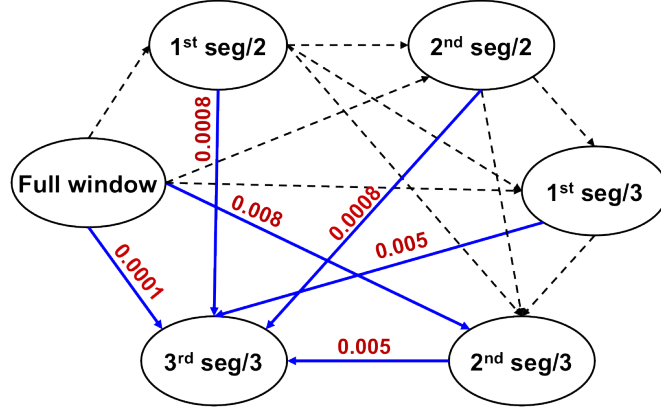 1st seg/2
2nd seg/2
0.0008
Full window
1st seg/3
0.008
0.0008
0.005
0.0001
0.005
3rd seg/3
2nd seg/3